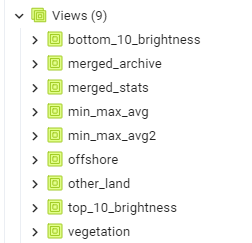 Views (9)
bottom_10_brightness
merged_archive
merged_stats
min_max_avg
min_max_avg2
offshore
other_land
top_10_brightness
vegetation